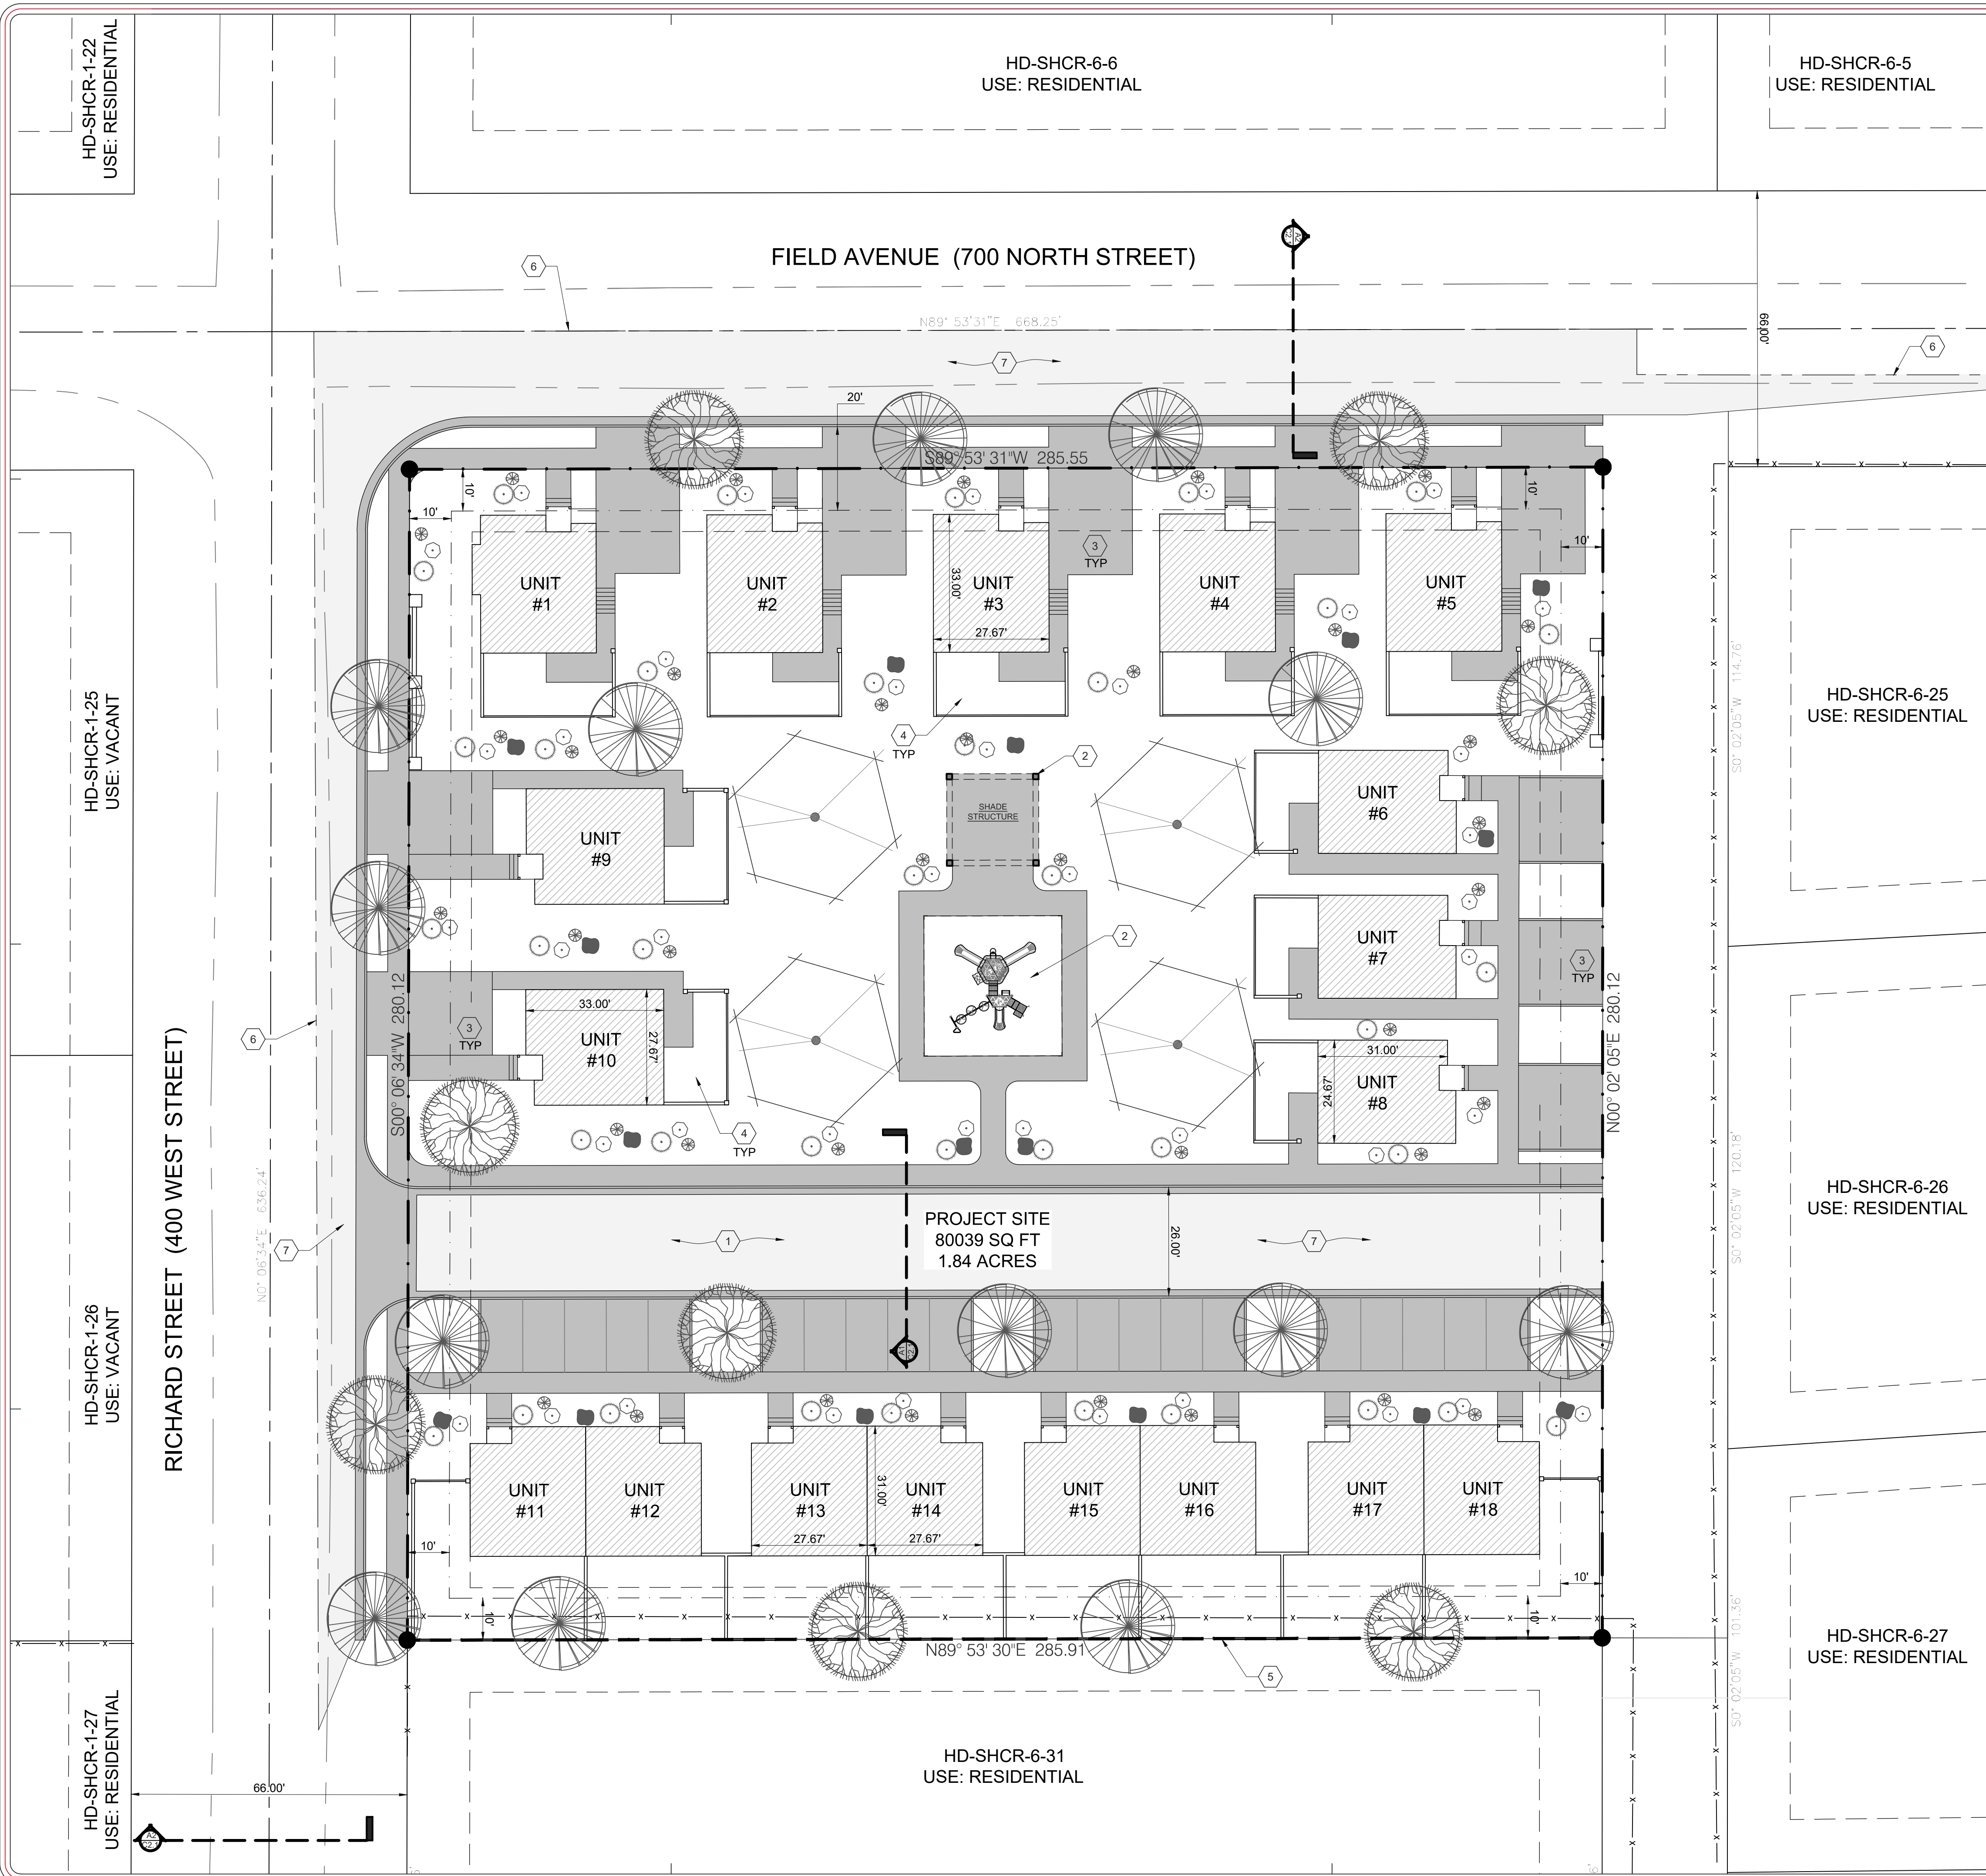 HD-SHCR-1-22
USE: RESIDENTIAL
HD-SHCR-6-6
USE: RESIDENTIAL
HD-SHCR-6-5
USE: RESIDENTIAL
FIELD AVENUE (700 NORTH STREET)
A2
6
N89° 53'31"E 668.25'
66.00'
6
7
20'
S89° 53' 31"W 285.55
10'
10'
10'
10'
UNIT
#1
UNIT
#2
33.00'
UNIT
#3
27.67'
3
TYP
UNIT
#4
UNIT
#5
S0° 02'05"W 114.76'
HD-SHCR-6-25
USE: RESIDENTIAL
HD-SHCR-1-25
USE: VACANT
4
TYP
2
SHADE
STRUCTURE
UNIT
#6
UNIT
#9
2
UNIT
#7
3
TYP
S00° 06' 34"W 280.12
N00° 02' 05"E 280.12
6
3
TYP
33.00'
UNIT
#10
27.67'
31.00'
UNIT
#8
24.67'
4
TYP
RICHARD STREET (400 WEST STREET)
N0° 06'34"E 636.24'
7
S0° 02'05"W 120.18'
HD-SHCR-6-26
USE: RESIDENTIAL
1
PROJECT SITE
80039 SQ FT
1.84 ACRES
26.00'
7
HD-SHCR-1-26
USE: VACANT
A1
UNIT
#11
UNIT
#12
UNIT
#13
27.67'
31.00'
UNIT
#14
27.67'
UNIT
#15
UNIT
#16
UNIT
#17
UNIT
#18
10'
10'
10'
10'
N89° 53' 30"E 285.91
5
S0° 02'05"W 101.36'
HD-SHCR-6-27
USE: RESIDENTIAL
HD-SHCR-1-27
USE: RESIDENTIAL
66.00'
HD-SHCR-6-31
USE: RESIDENTIAL
A2
C2.1